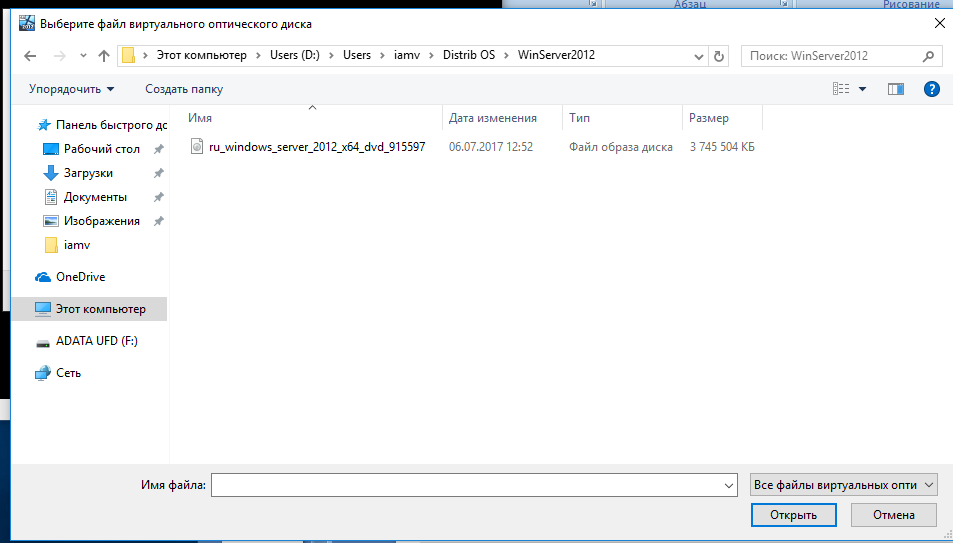 Абзац
Рисование
Выберите файл виртуального оптического диска
Этот компьютер > Users (D:) > Users > iamv > Distrib OS > WinServer2012
Поиск: WinServer2012
Упорядочить
Создать папку
Имя
Дата изменения
Тип
Размер
ru_windows_server_2012_x64_dvd_915597
06.07.2017 12:52
Файл образа диска
3 745 504 КБ
Панель быстрого дс
Рабочий стол
Загрузки
Документы
Изображения
iamv
OneDrive
Этот компьютер
ADATA UFD (F:)
Сеть
Имя файла:
Все файлы виртуальных опти
Открыть
Отмена